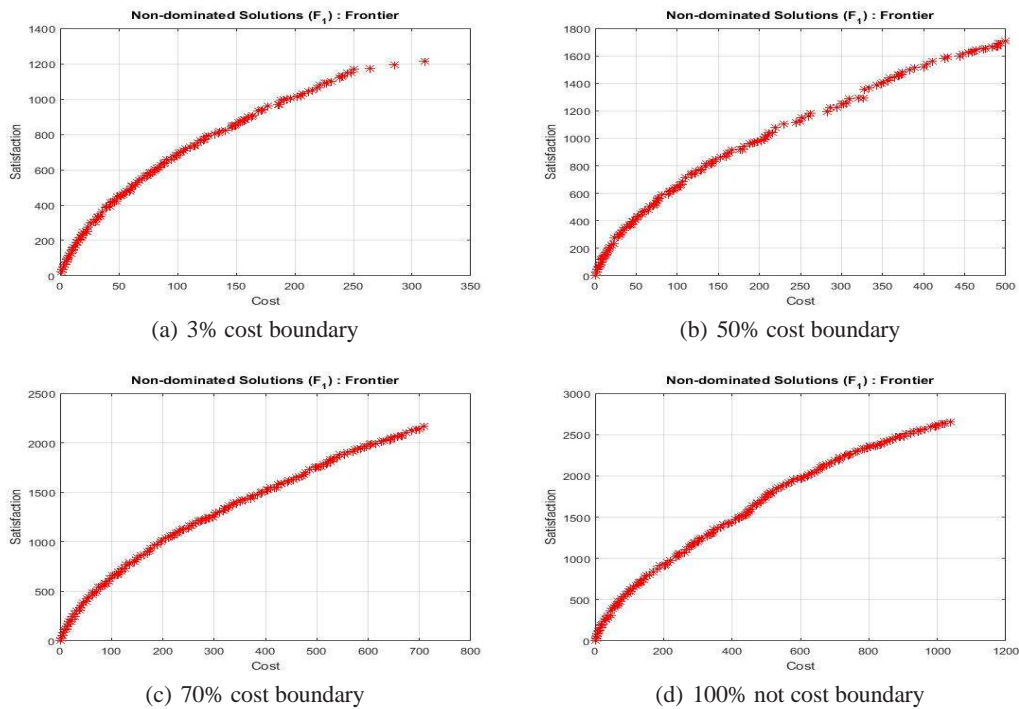 Non-dominated Solutions (F1) : Frontier
1400
1200
1000
800
600
400
200
0
Satisfaction
0 50 100 150 200 250 300 350
Cost
(a) 3% cost boundary
Non-dominated Solutions (F1) : Frontier
1800
1600
1400
1200
1000
800
600
400
200
0
Satisfaction
0 50 100 150 200 250 300 350 400 450 500
Cost
(b) 50% cost boundary
Non-dominated Solutions (F1) : Frontier
2500
2000
1500
1000
500
0
Satisfaction
0 100 200 300 400 500 600 700 800
Cost
(c) 70% cost boundary
Non-dominated Solutions (F1) : Frontier
3000
2500
2000
1500
1000
500
0
Satisfaction
0 200 400 600 800 1000 1200
Cost
(d) 100% not cost boundary